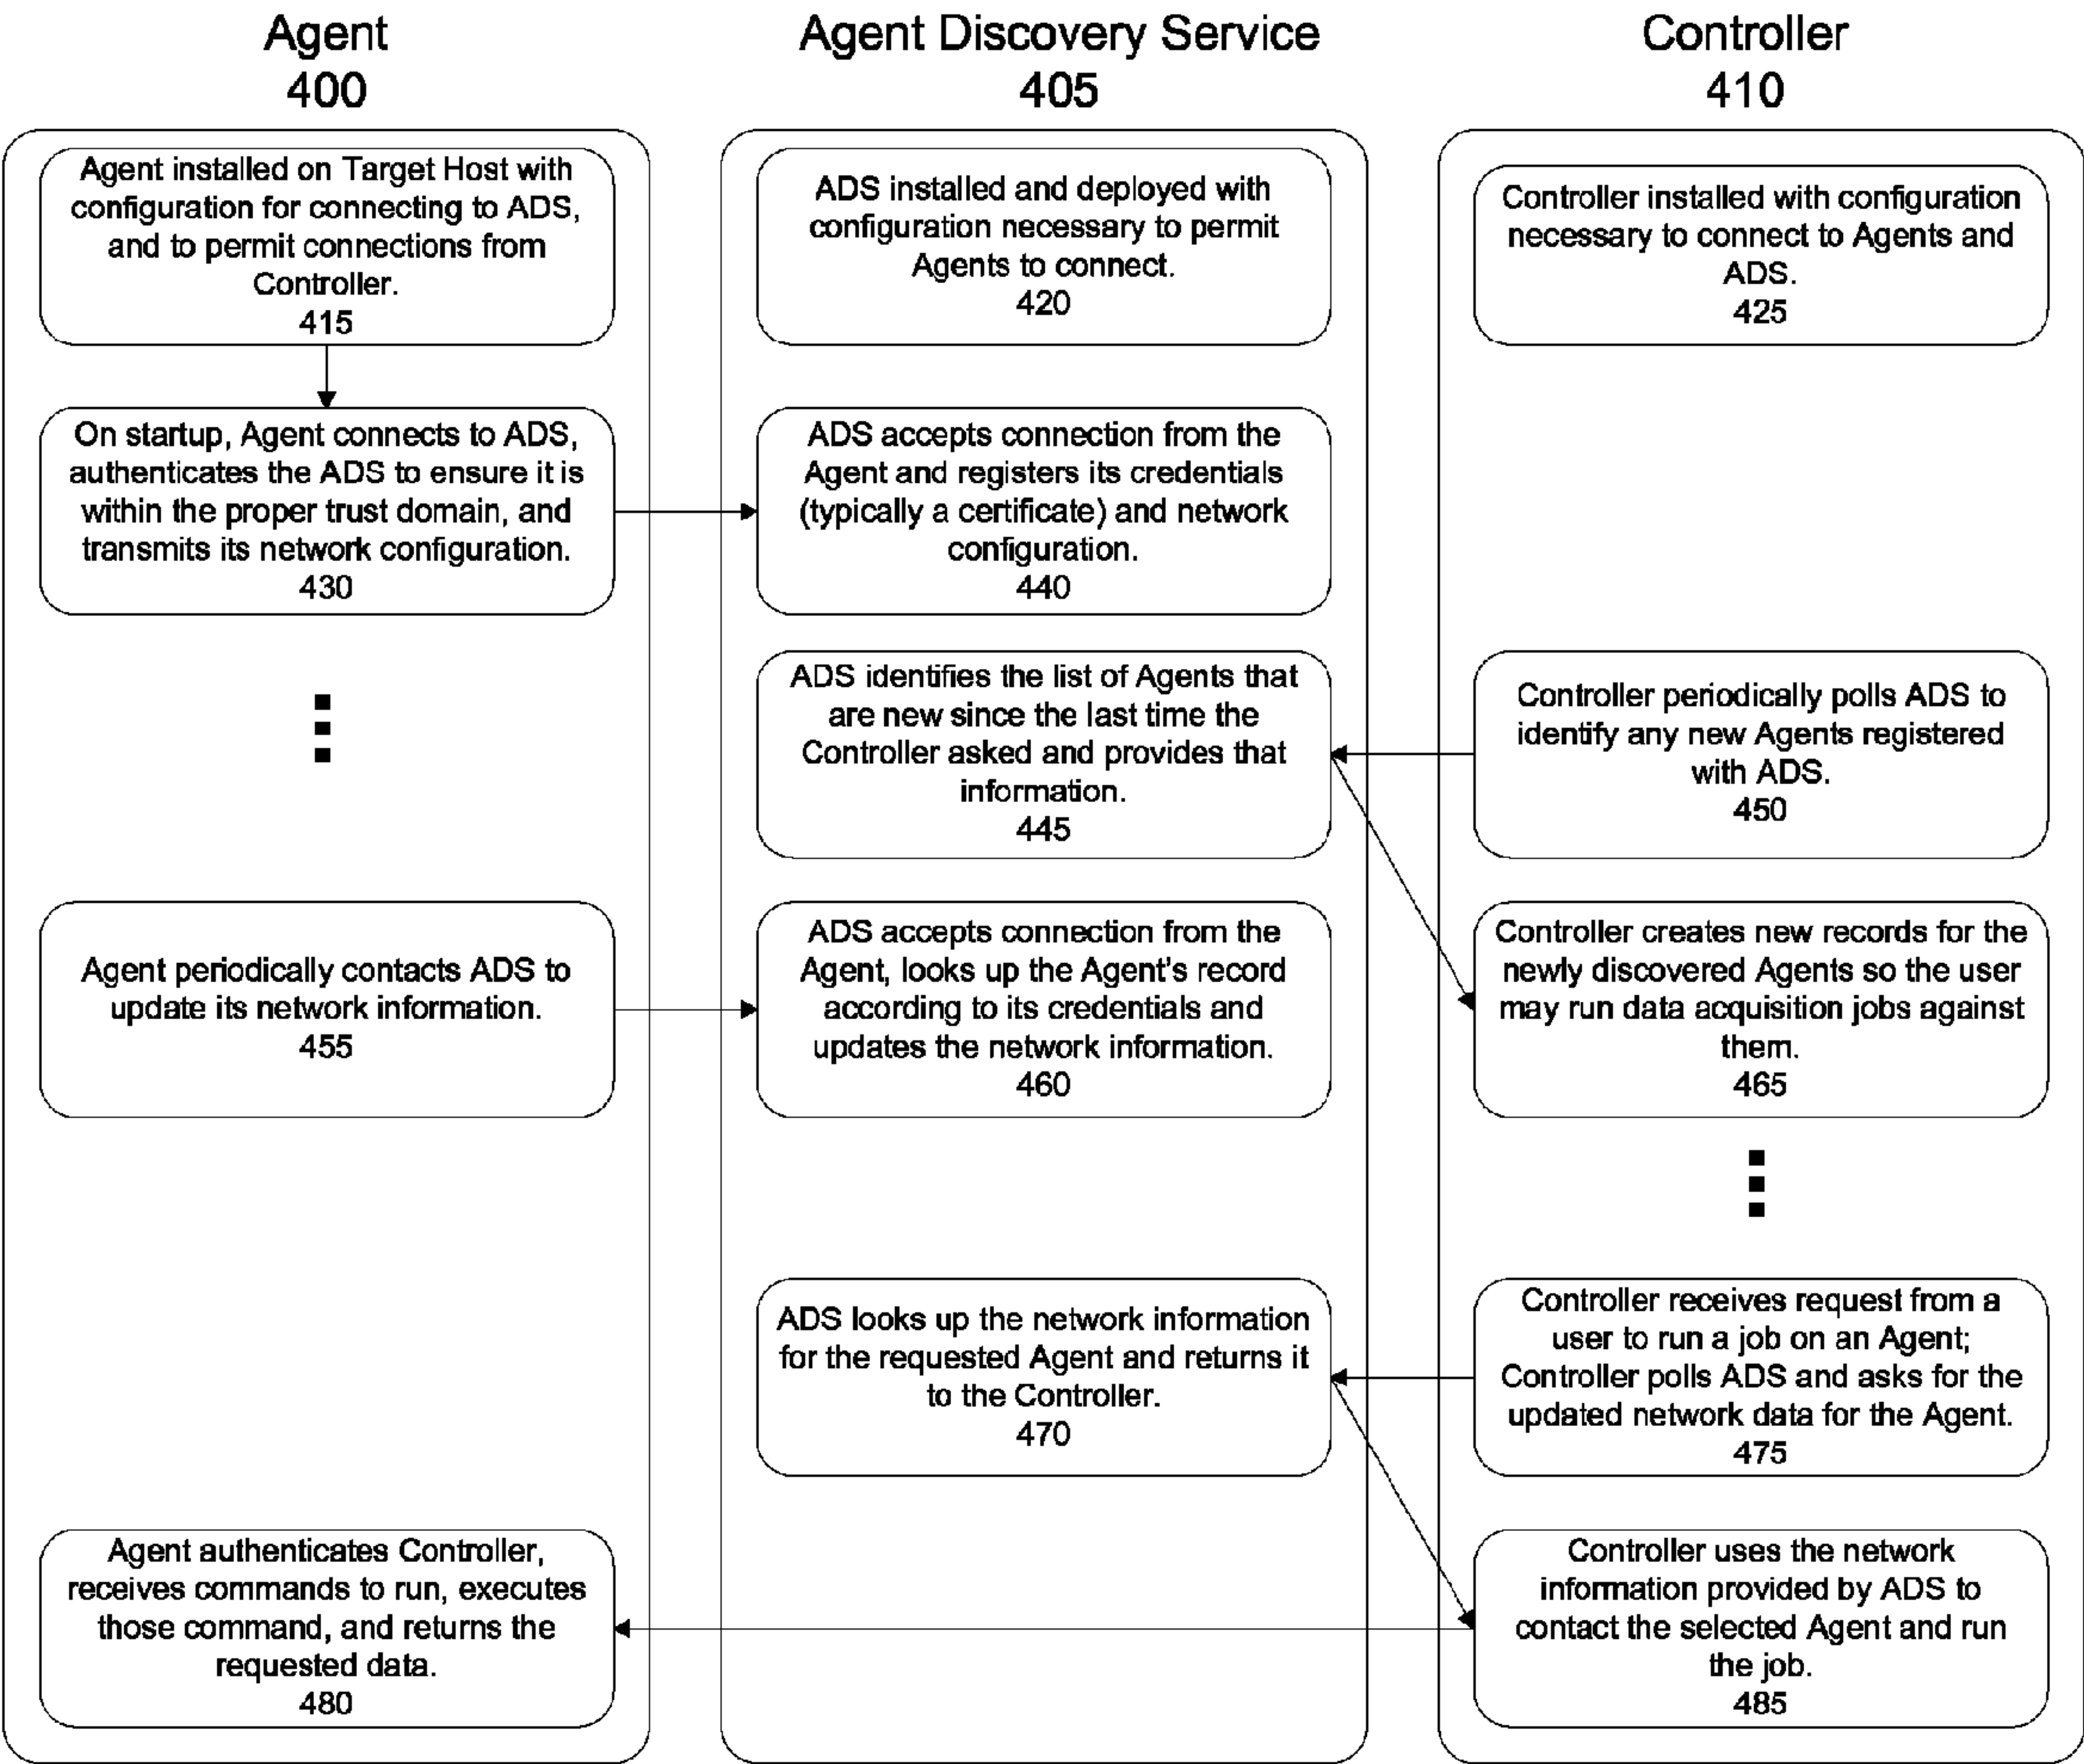 Agent
400
Agent Discovery Service
405
Controller
410
Agent installed on Target Host with
configuration for connecting to ADS,
and to permit connections from
Controller.
415
ADS installed and deployed with
configuration necessary to permit
Agents to connect.
420
Controller installed with configuration
necessary to connect to Agents and
ADS.
425
On startup, Agent connects to ADS,
authenticates the ADS to ensure it is
within the proper trust domain, and
transmits its network configuration.
430
ADS accepts connection from the
Agent and registers its credentials
(typically a certificate) and network
configuration.
440
ADS identifies the list of Agents that
are new since the last time the
Controller asked and provides that
information.
445
Controller periodically polls ADS to
identify any new Agents registered
with ADS.
450
Agent periodically contacts ADS to
update its network information.
455
ADS accepts connection from the
Agent, looks up the Agent's record
according to its credentials and
updates the network information.
460
Controller creates new records for the
newly discovered Agents so the user
may run data acquisition jobs against
them.
465
ADS looks up the network information
for the requested Agent and returns it
to the Controller.
470
Controller receives request from a
user to run a job on an Agent;
Controller polls ADS and asks for the
updated network data for the Agent.
475
Agent authenticates Controller,
receives commands to run, executes
those command, and returns the
requested data.
480
Controller uses the network
information provided by ADS to
contact the selected Agent and run
the job.
485